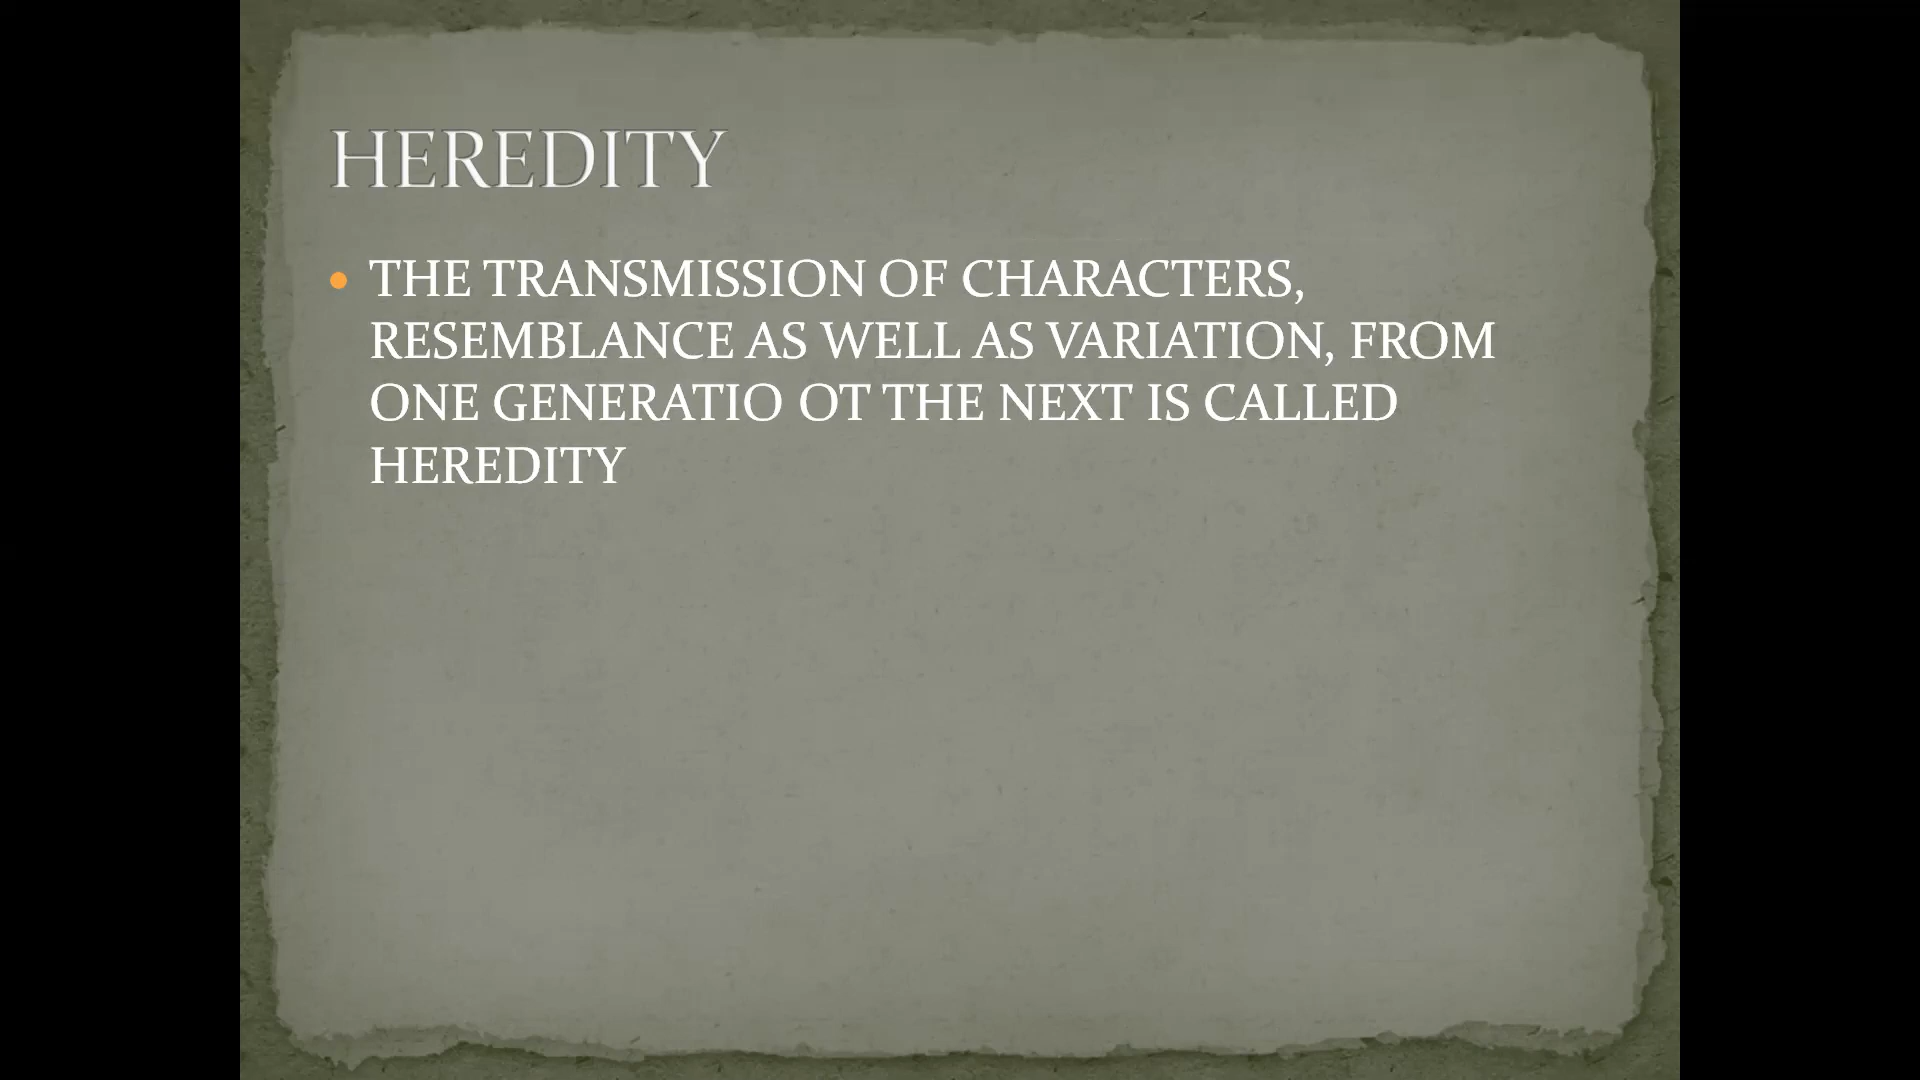 HEREDITY
THE TRANSMISSION OF CHARACTERS,
RESEMBLANCE AS WELL AS VARIATION, FROM
ONE GENERATIO OT THE NEXT IS CALLED
HEREDITY